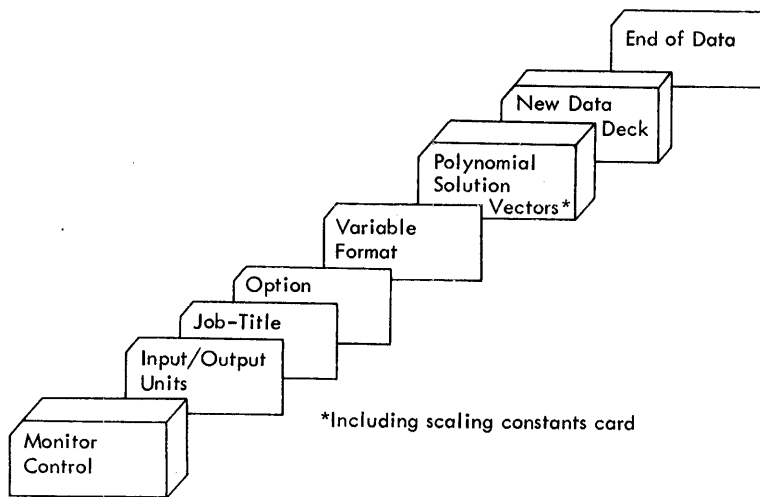 End of Data
New Data
Deck
Polynomial
Solution
Vectors*
Variable
Format
Option
Job-Title
Input/Output
Units
*Including scaling constants card
Monitor
Control